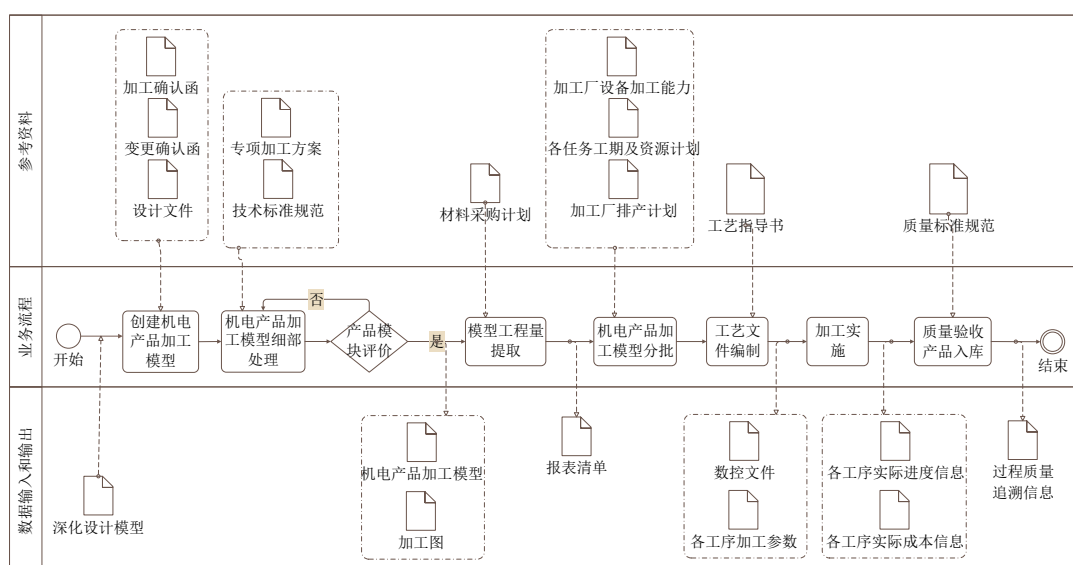 参考资料
加工确认函
变更确认函
设计文件
专项加工方案
技术标准规范
材料采购计划
加工厂设备加工能力
各任务工期及资源计划
加工厂排产计划
工艺指导书
质量标准规范
业务流程
开始
创建机电
产品加工
模型
机电产品加
工模型细部
处理
否
产品模
块评价
是
模型工程量
提取
机电产品加
工模型分批
工艺文
件编制
加工实
施
质量验收
产品入库
结束
数据输入和输出
深化设计模型
机电产品加工模型
加工图
报表清单
数控文件
各工序加工参数
各工序实际进度信息
各工序实际成本信息
过程质量
追溯信息